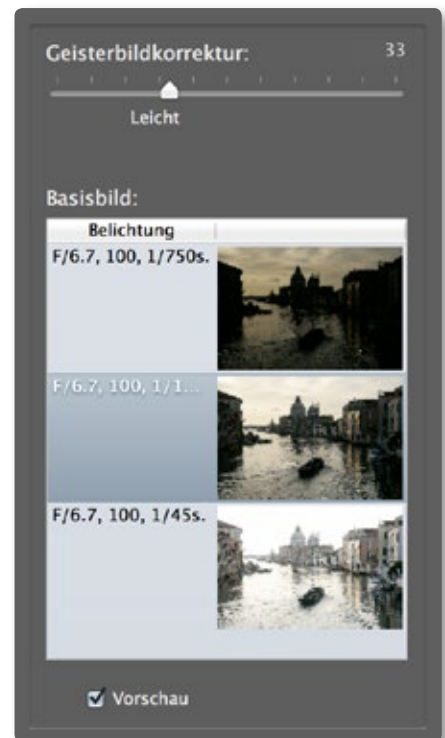 Geisterbildkorrektur: 33
Leicht
Basisbild:
Belichtung
F/6.7, 100, 1/750s.
F/6.7, 100, 1/1...
F/6.7, 100, 1/45s.
Vorschau